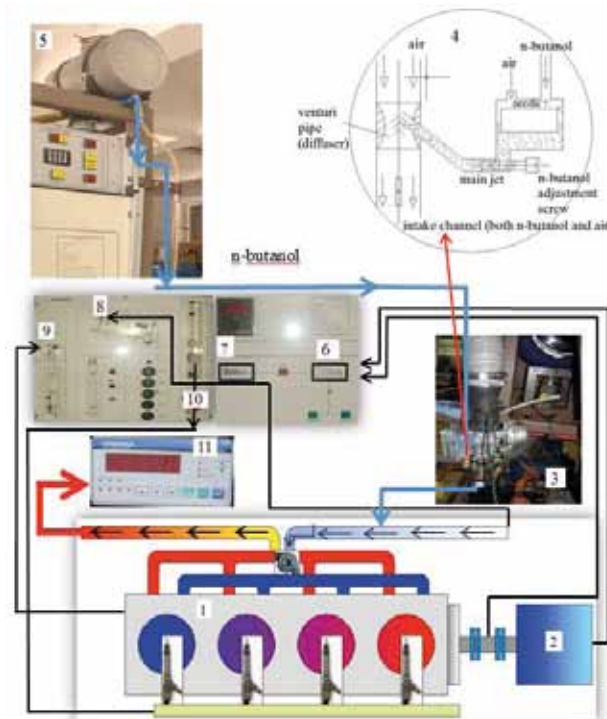 5
air
4
n-butanol
air
needle
venturi
pipe
(diffuser)
main jet
n-butanol
adjustment
screw
intake channel (both n-butanol and air
n-butanol
8
9
7
6
10
11
3
1
2